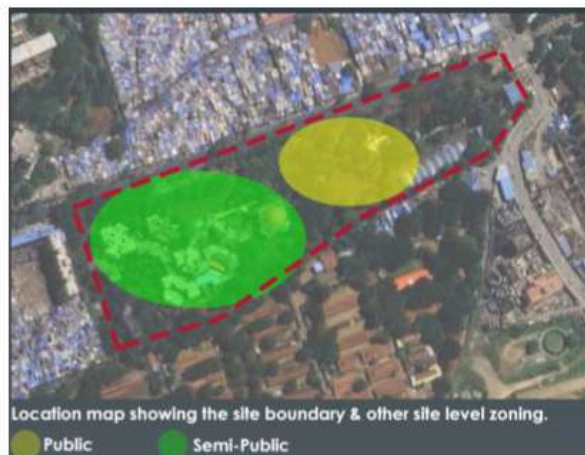 Location map showing the site boundary & other site level zoning.
Public
Semi-Public